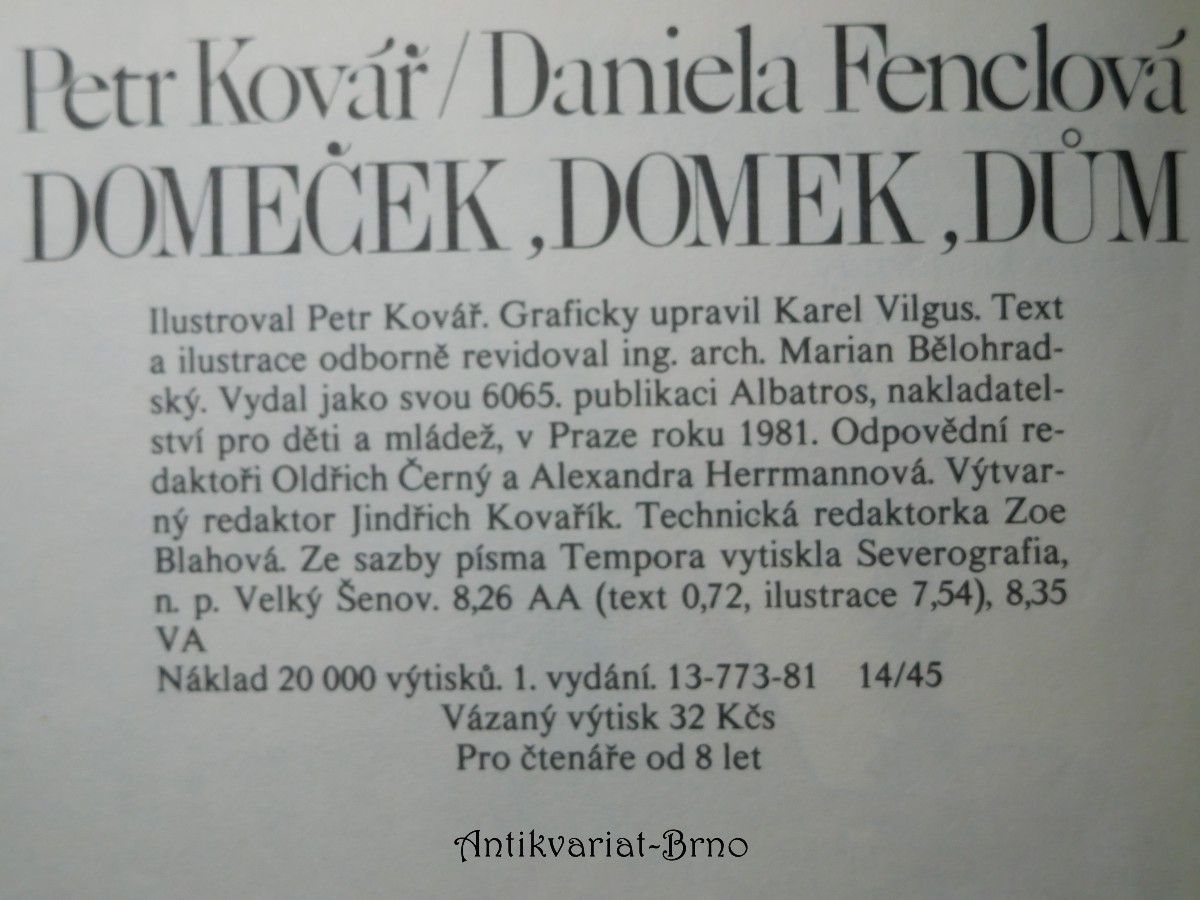 Petr Kovář/Daniela Fenclová
DOMEČEK,DOMEK,DŮM
Ilustroval Petr Kovář. Graficky upravil Karel Vilgus. Text
a ilustrace odborně revidoval ing. arch. Marian Bělohrad-
ský. Vydal jako svou 6065. publikaci Albatros, nakladatel-
ství pro děti a mládež, v Praze roku 1981. Odpovědní re-
daktoři Oldřich Černý a Alexandra Herrmannová. Výtvar-
ný redaktor Jindřich Kovařík. Technická redaktorka Zoe
Blahová. Ze sazby písma Tempora vytiskla Severografia,
n. p. Velký Šenov. 8,26 AA (text 0,72, ilustrace 7,54), 8,35
VA
Náklad 20 000 výtisků. 1. vydání. 13-773-81 14/45
Vázaný výtisk 32 Kčs
Pro čtenáře od 8 let
Antikvariat-Brno